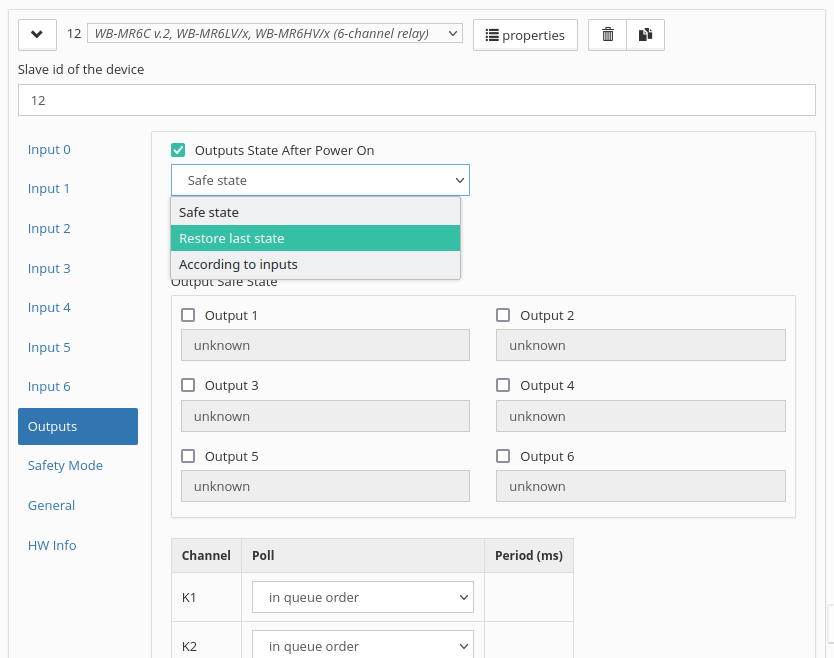 12 WB-MR6C v.2, WB-MR6LV/x, WB-MR6HV/x (6-channel relay) properties
Slave id of the device
12
Input 0
Input 1
Input 2
Input 3
Input 4
Input 5
Input 6
Outputs
Safety Mode
General
HW Info
Outputs State After Power On
Safe state
Safe state
Restore last state
According to inputs
Output Safe State
Output 1 Output 2
unknown unknown
Output 3 Output 4
unknown unknown
Output 5 Output 6
unknown unknown
Channel Poll Period (ms)
K1 in queue order
K2 in queue order